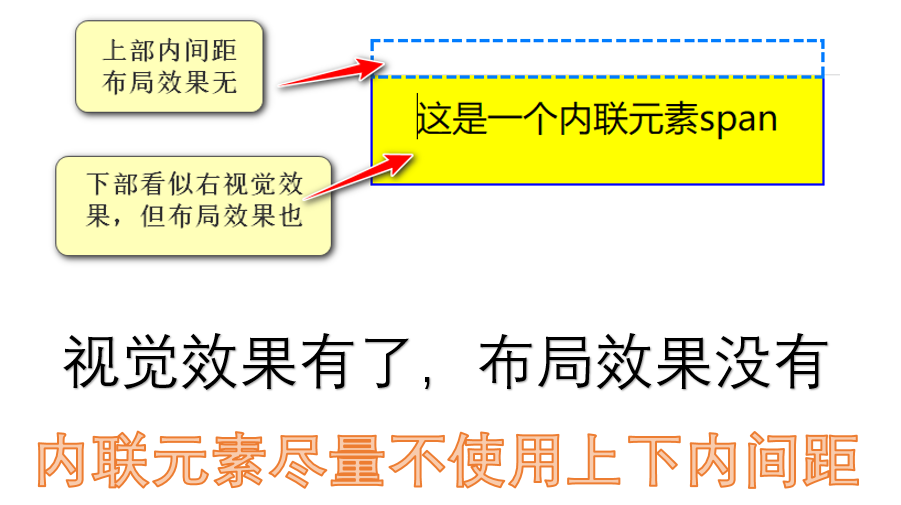 上部内间距
布局效果无
这是一个内联元素span
下部看似右视觉效
果，但布局效果也
视觉效果有了，布局效果没有
内联元素尽量不使用上下内间距